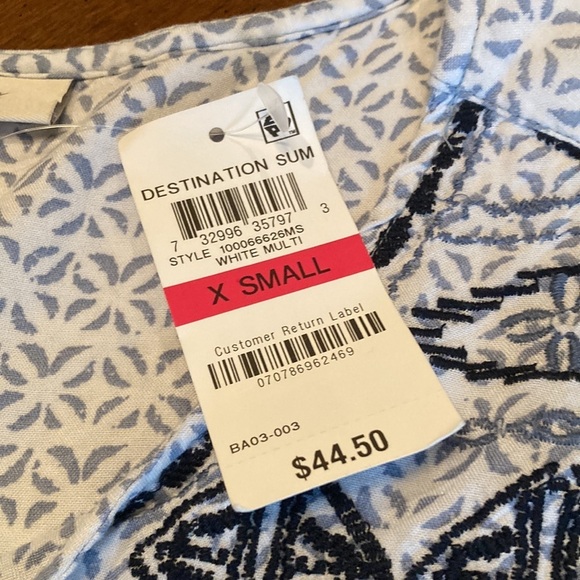 DESTINATION SUM
7 32996 35797 3
STYLE 100066626MS
WHITE MULTI
X SMALL
Customer Return Label
070786962469
BA03-003
$44.50